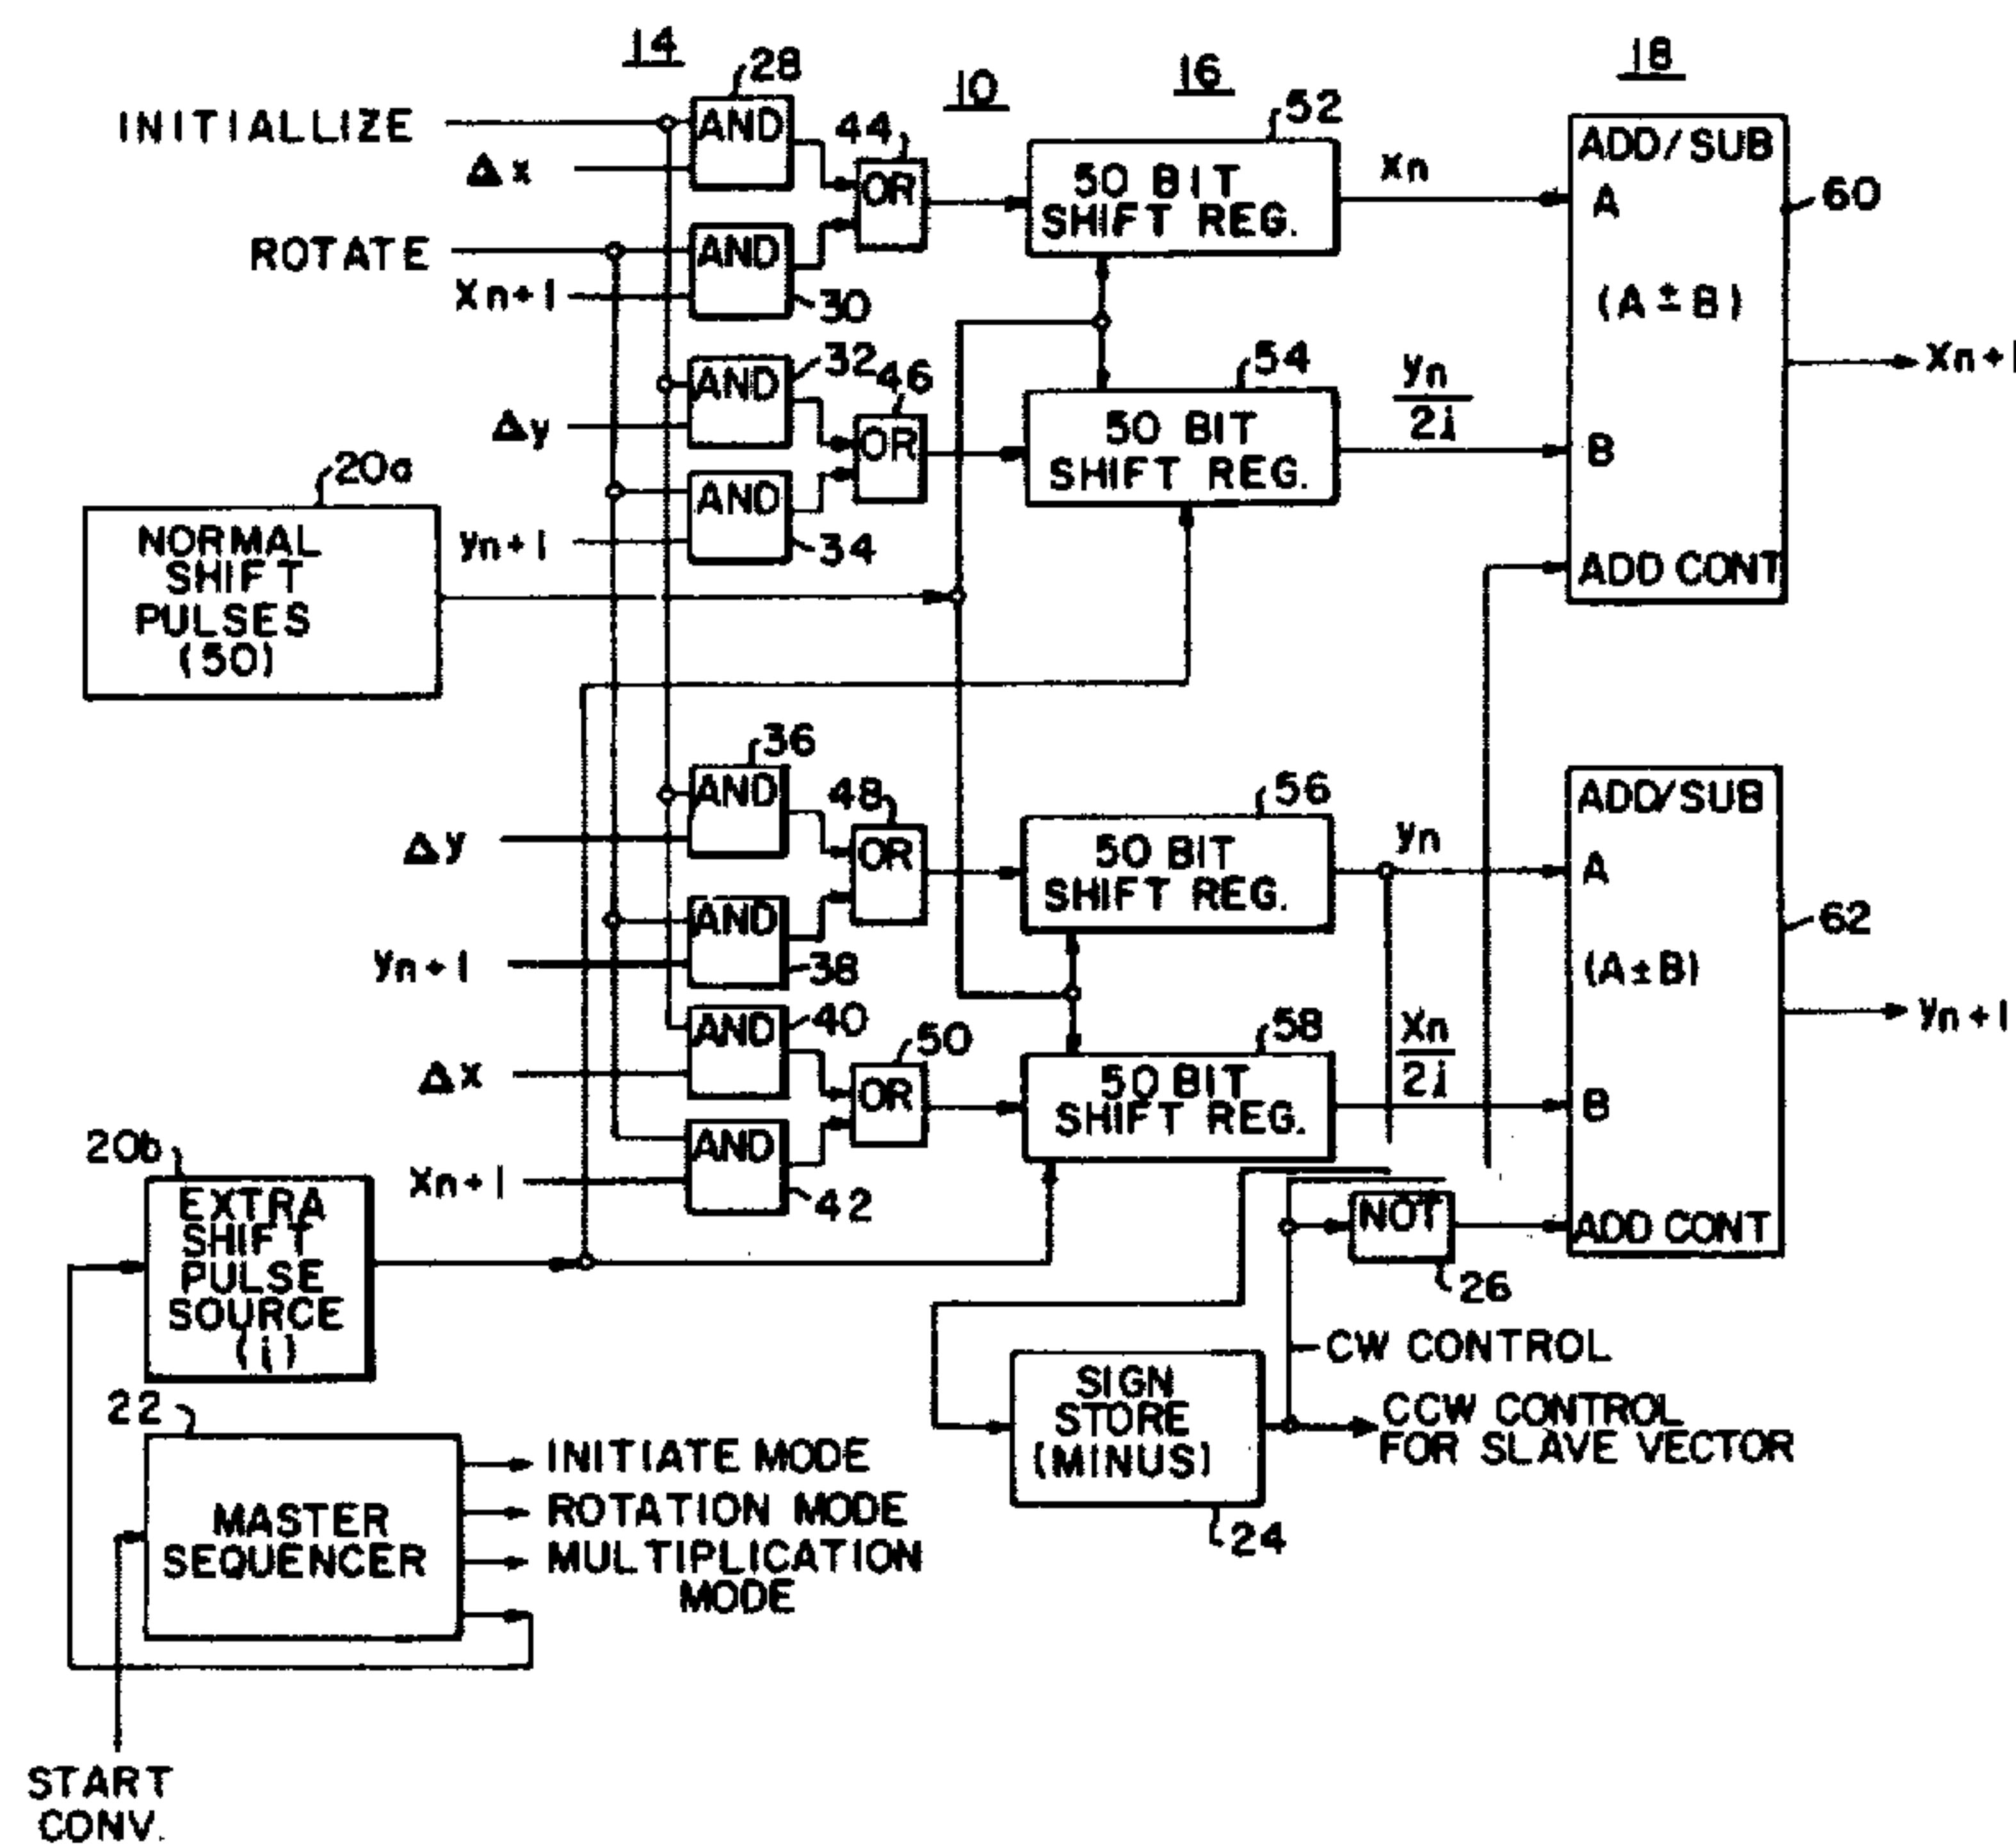 14
28
INITIALLIZE
AND
Δx
44
10
16
52
18
ADD/SUB
OR
50 BIT
SHIFT REG.
xn
A
60
ROTATE
AND
xn+1
30
(A ± B)
32
46
54
yn
2i
xn+1
AND
Δy
OR
50 BIT
SHIFT REG.
B
20a
AND
yn+1
34
NORMAL
SHIFT
PULSES
(50)
ADD CONT
36
48
56
ADD/SUB
AND
Δy
OR
50 BIT
SHIFT REG.
yn
A
62
AND
yn+1
38
(A±B)
40
50
58
xn
2i
yn+1
AND
Δx
OR
50 BIT
SHIFT REG.
B
20b
AND
xn+1
42
EXTRA
SHIFT
PULSE
SOURCE
(i)
NOT
ADD CONT
26
CW CONTROL
22
SIGN
STORE
(MINUS)
CCW CONTROL
FOR SLAVE VECTOR
24
MASTER
SEQUENCER
INITIATE MODE
ROTATION MODE
MULTIPLICATION
MODE
START
CONV.